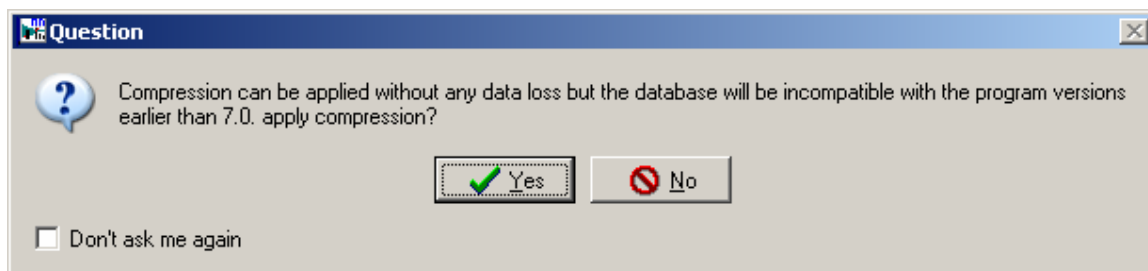 Question
Compression can be applied without any data loss but the database will be incompatible with the program versions
earlier than 7.0. apply compression?
Yes
No
Don't ask me again